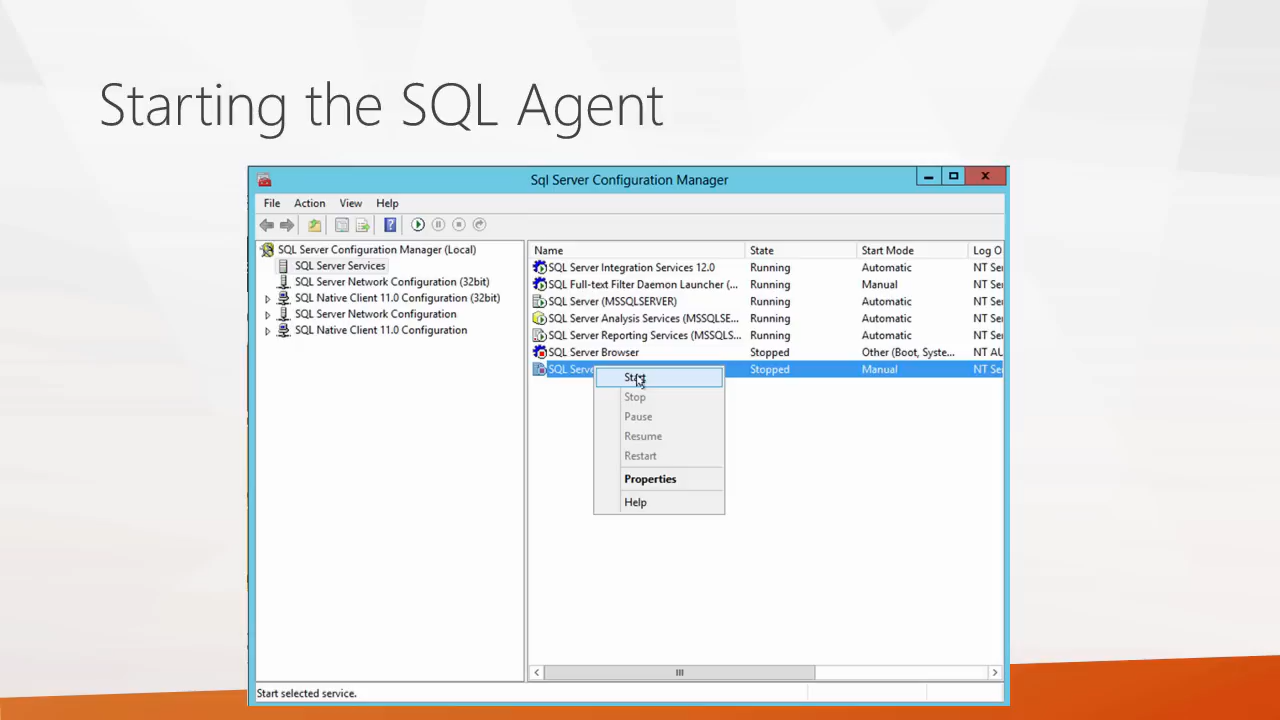 Starting the SQL Agent
Sql Server Configuration Manager
File Action View Help
SQL Server Configuration Manager (Local)
SQL Server Services
SQL Server Network Configuration (32bit)
SQL Native Client 11.0 Configuration (32bit)
SQL Server Network Configuration
SQL Native Client 11.0 Configuration
Name State Start Mode Log O
SQL Server Integration Services 12.0 Running Automatic NT Se
SQL Full-text Filter Daemon Launcher (... Running Manual NT Se
SQL Server (MSSQLSERVER) Running Automatic NT Se
SQL Server Analysis Services (MSSQLSE... Running Automatic NT Se
SQL Server Reporting Services (MSSQLS... Running Automatic NT Se
SQL Server Browser Stopped Other (Boot, Syste... NT AU
SQL Serve Stopped Manual NT Se
Start
Stop
Pause
Resume
Restart
Properties
Help
Start selected service.